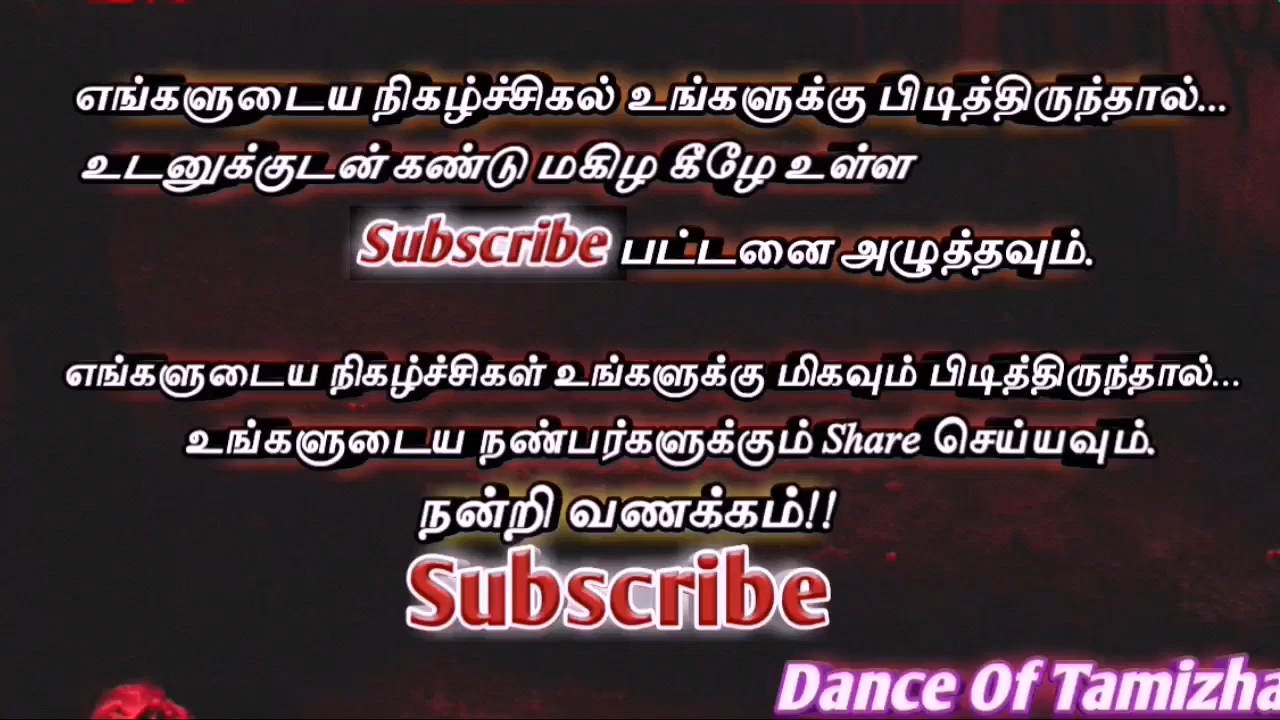 எங்களுடைய நிகழ்ச்சிகல் உங்களுக்கு பிடித்திருந்தால்...
உடனுக்குடன் கண்டு மகிழ கீழே உள்ள
Subscribe பட்டனை அழுத்தவும்.
எங்களுடைய நிகழ்ச்சிகள் உங்களுக்கு மிகவும் பிடித்திருந்தால்...
உங்களுடைய நண்பர்களுக்கும் Share செய்யவும்.
நன்றி வணக்கம்!!
Subscribe
Dance Of Tamizha